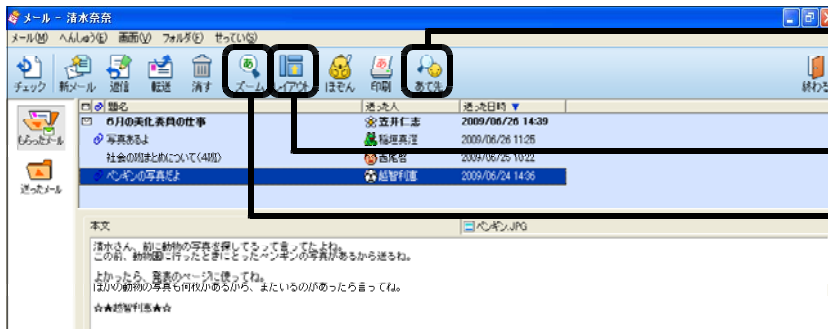 メール - 清水奈奈
メール(M) へんしゅう(E) 画面(V) フォルダ(F) せってい(S)
チェック 新メール 返信 転送 消す ズーム レイアウト ほぞん 印刷 あて先 終わる
題名 送った人 送った日時 ▼
6月の美化委員の仕事 笠井仁志 2009/06/26 14:39
写真あるよ 稲垣真澄 2009/06/26 11:25
社会の班まとめについて(4班) 西尾智 2009/06/25 10:22
ペンギンの写真だよ 越智利恵 2009/06/24 14:36
もらったメール
送ったメール
本文 ペンギン.JPG
清水さん、前に動物の写真を探してるって言ってたよね。
この前、動物園に行ったときにとったペンギンの写真があるから送るね。
よかったら、発表のページに使ってね。
ほかの動物の写真も何枚かあるから、またいるのがあったら言ってね。
☆★越智利恵★☆